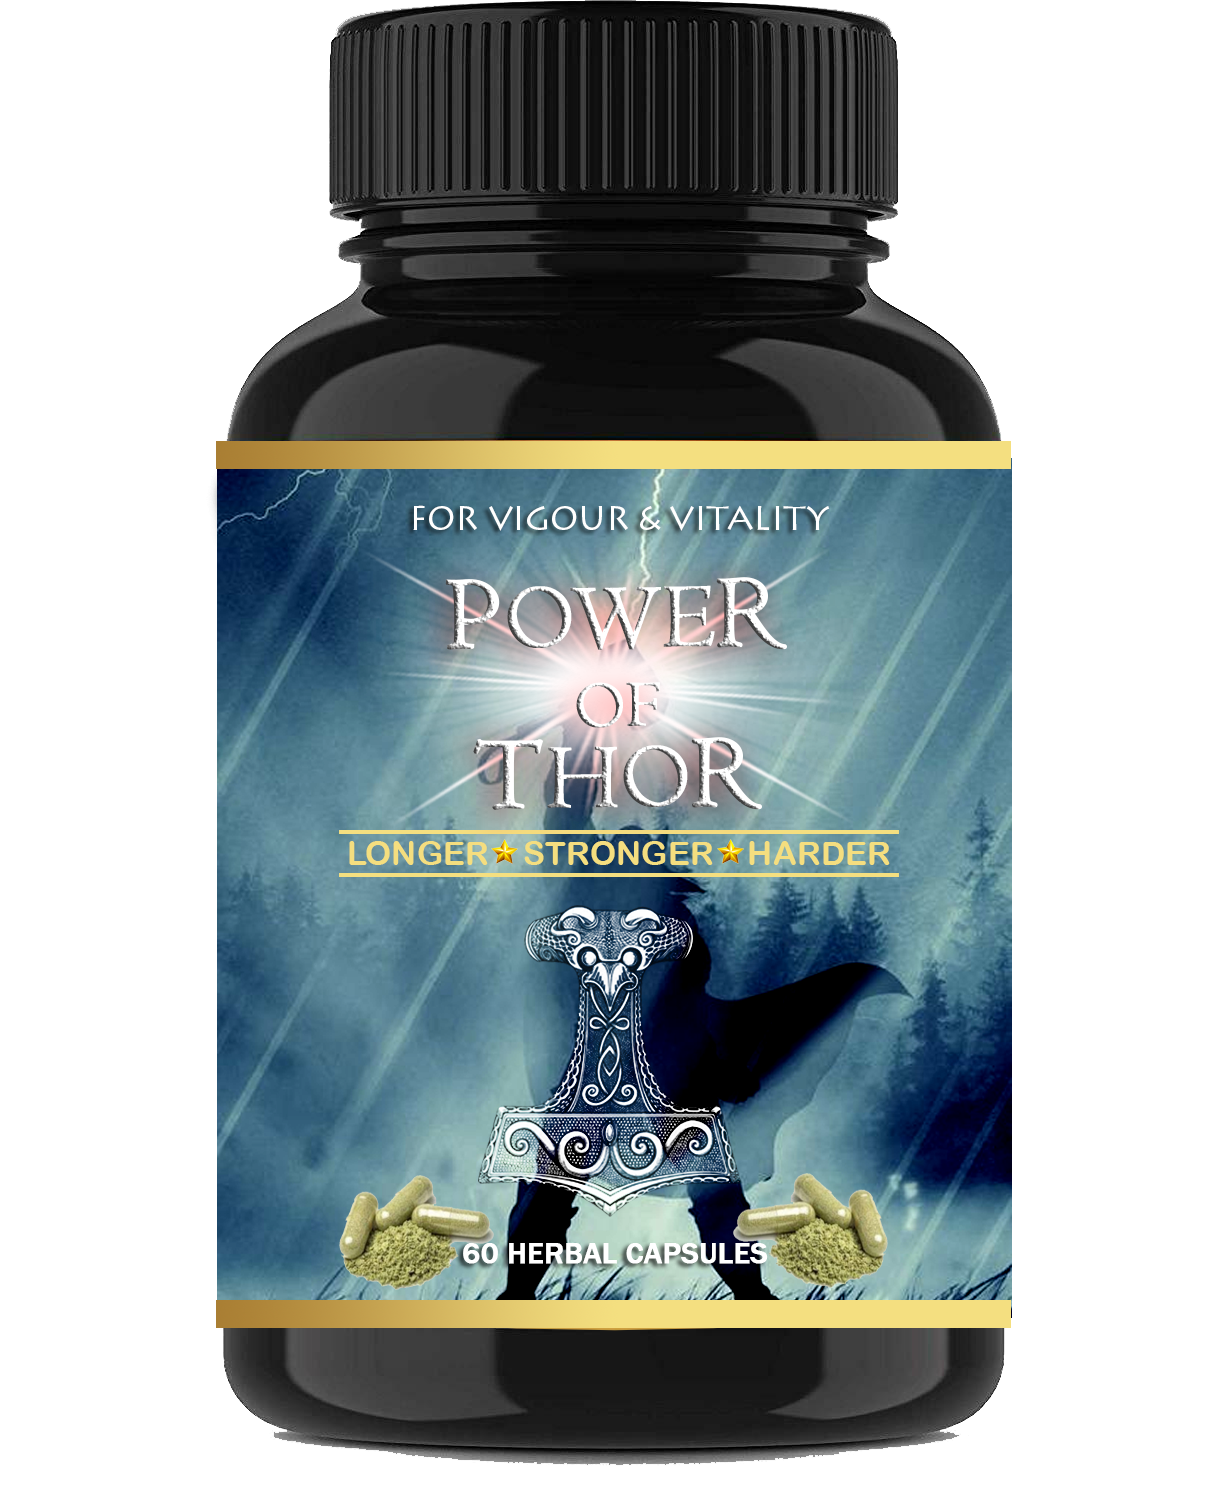 FOR VIGOUR & VITALITY
POWER
OF
THOR
LONGER★STRONGER★HARDER
60 HERBAL CAPSULES